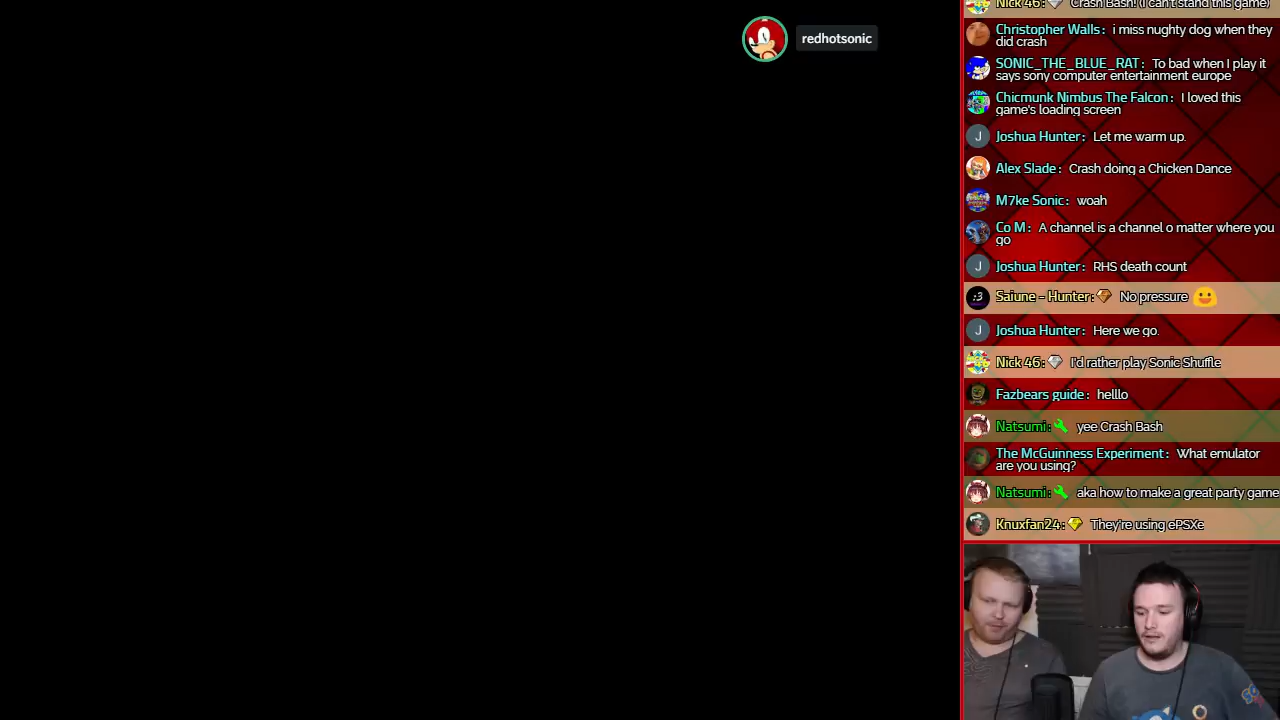 redhotsonic
Nick 46: Crash Bash! (I can't stand this game)
Christopher Walls: i miss nughty dog when they
did crash
SONIC_THE_BLUE_RAT: To bad when I play it
says sony computer entertainment europe
Chicmunk Nimbus The Falcon: I loved this
game's loading screen
J Joshua Hunter: Let me warm up.
Alex Slade: Crash doing a Chicken Dance
M7ke Sonic: woah
Co M: A channel is a channel o matter where you
go
J Joshua Hunter: RHS death count
:3 Saiune - Hunter: No pressure
J Joshua Hunter: Here we go.
Nick 46: I'd rather play Sonic Shuffle
Fazbears guide: helllo
Natsumi: yee Crash Bash
The McGuinness Experiment: What emulator
are you using?
Natsumi: aka how to make a great party game
Knuxfan24: They're using ePSXe